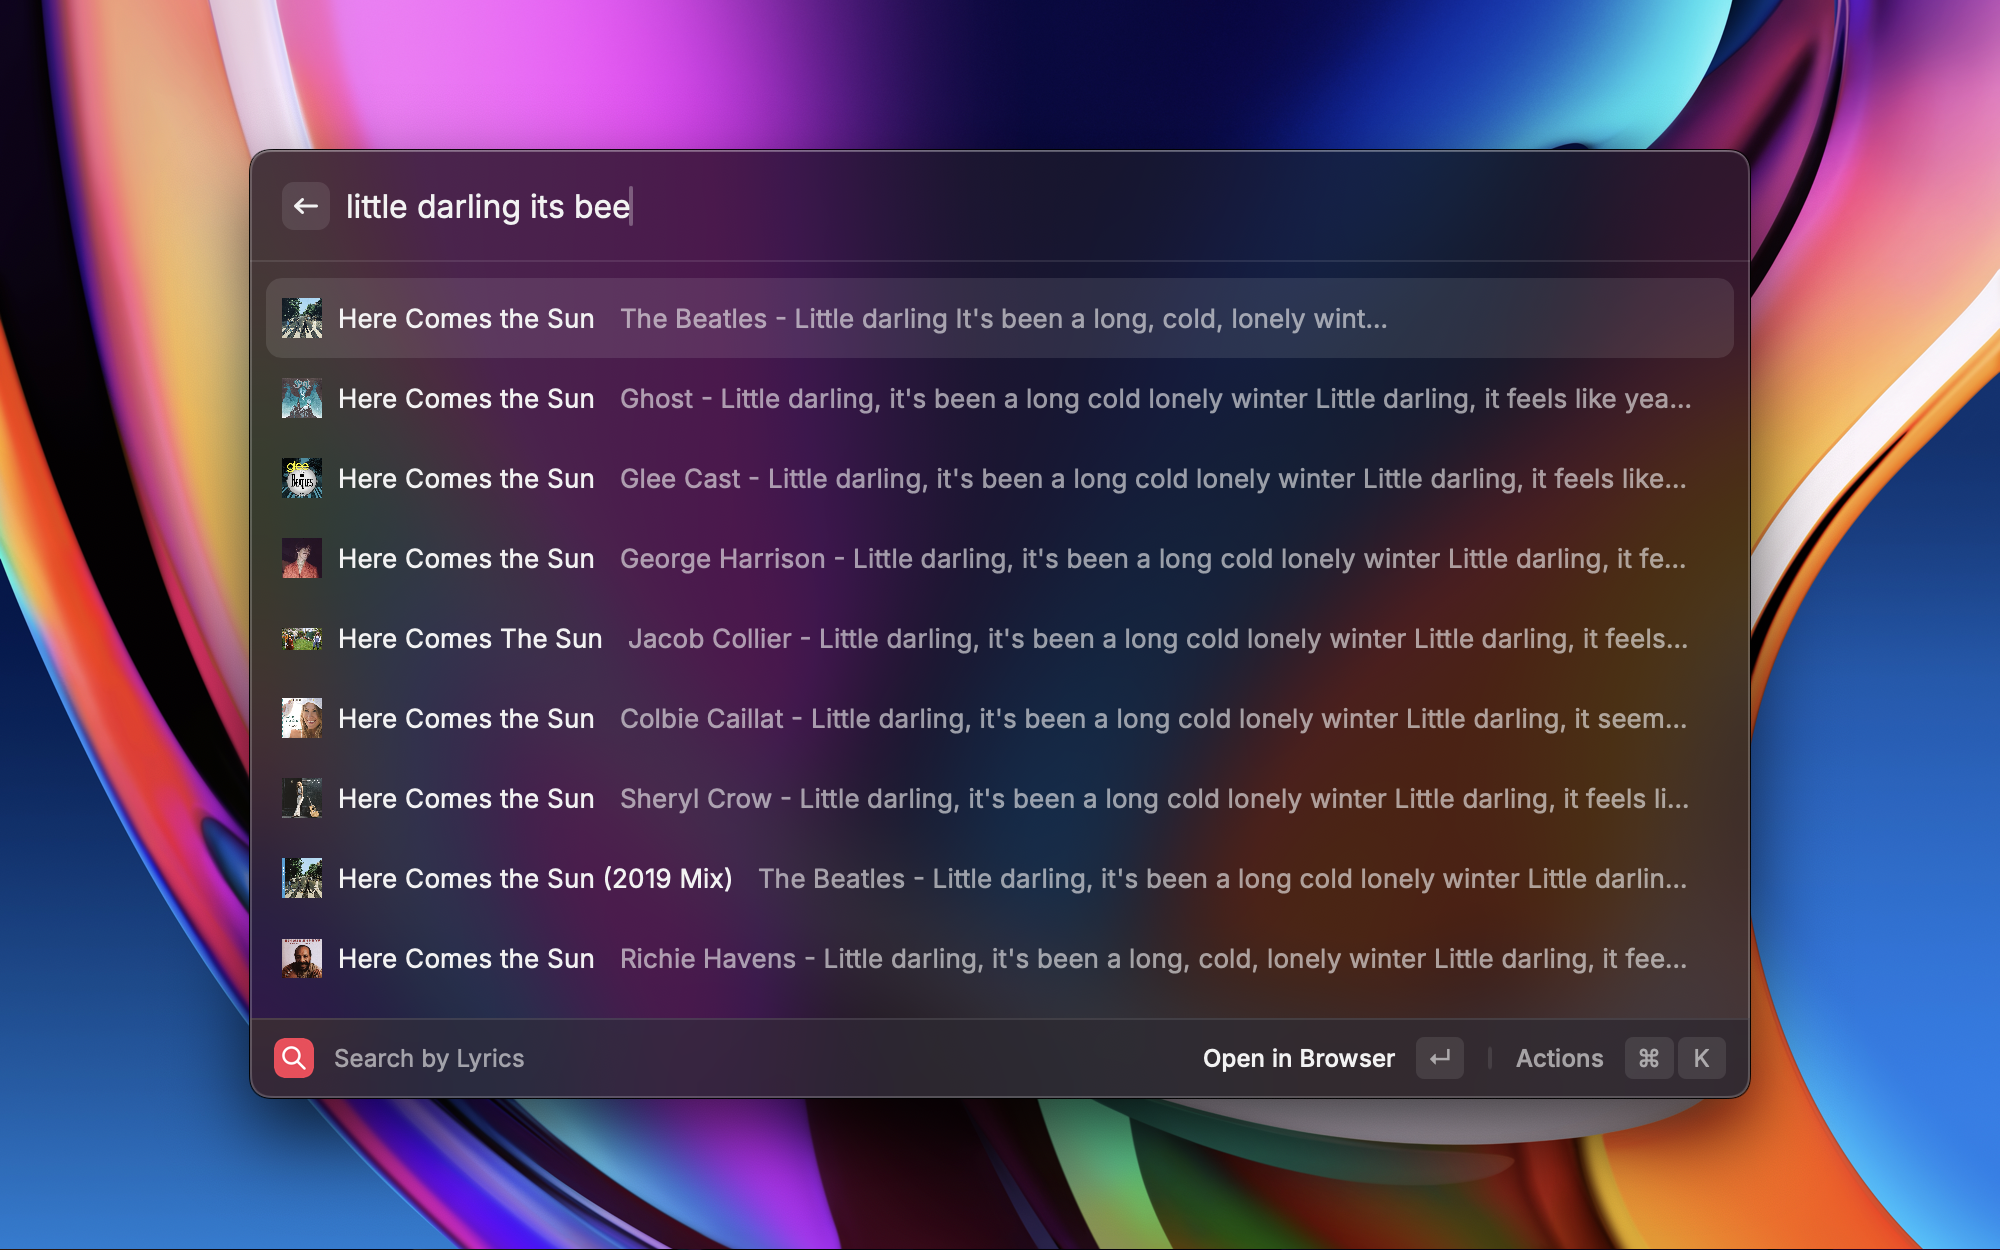 little darling its bee
Here Comes the Sun The Beatles - Little darling It's been a long, cold, lonely wint...
Here Comes the Sun Ghost - Little darling, it's been a long cold lonely winter Little darling, it feels like yea...
glee
BEATLES
Here Comes the Sun Glee Cast - Little darling, it's been a long cold lonely winter Little darling, it feels like...
Here Comes the Sun George Harrison - Little darling, it's been a long cold lonely winter Little darling, it fe...
Here Comes The Sun Jacob Collier - Little darling, it's been a long cold lonely winter Little darling, it feels...
Here Comes the Sun Colbie Caillat - Little darling, it's been a long cold lonely winter Little darling, it seem...
Here Comes the Sun Sheryl Crow - Little darling, it's been a long cold lonely winter Little darling, it feels li...
Here Comes the Sun (2019 Mix) The Beatles - Little darling, it's been a long cold lonely winter Little darlin...
Here Comes the Sun Richie Havens - Little darling, it's been a long, cold, lonely winter Little darling, it fee...
Search by Lyrics Open in Browser Actions ⌘ K